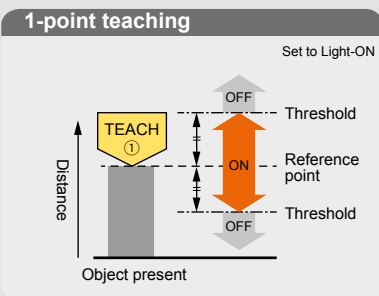 1-point teaching
Set to Light-ON
OFF
TEACH
①
Threshold
ON
Reference
point
Threshold
OFF
Distance
Object present